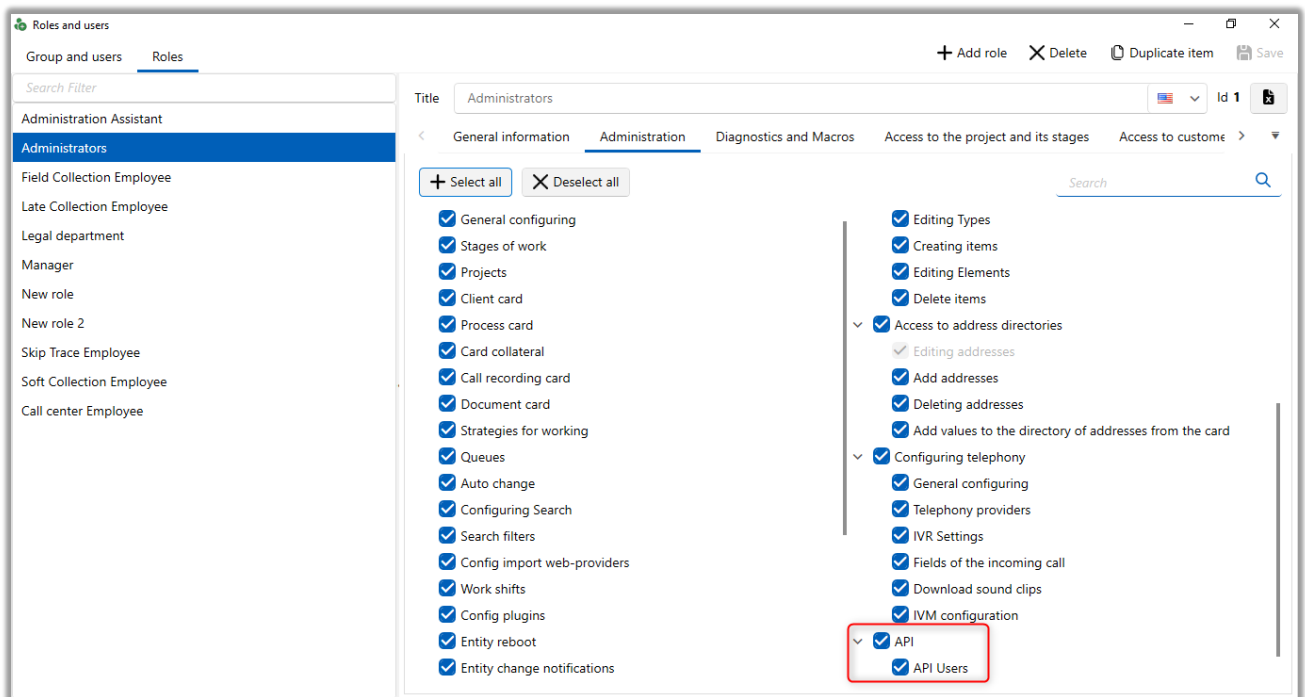 Roles and users
Group and users Roles
Add role Delete Duplicate item Save
Search Filter
Administration Assistant
Administrators
Field Collection Employee
Late Collection Employee
Legal department
Manager
New role
New role 2
Skip Trace Employee
Soft Collection Employee
Call center Employee
Title Administrators Id 1
General information Administration Diagnostics and Macros Access to the project and its stages Access to custome
Select all Deselect all Search
General configuring
Stages of work
Projects
Client card
Process card
Card collateral
Call recording card
Document card
Strategies for working
Queues
Auto change
Configuring Search
Search filters
Config import web-providers
Work shifts
Config plugins
Entity reboot
Entity change notifications
Editing Types
Creating items
Editing Elements
Delete items
Access to address directories
Editing addresses
Add addresses
Deleting addresses
Add values to the directory of addresses from the card
Configuring telephony
General configuring
Telephony providers
IVR Settings
Fields of the incoming call
Download sound clips
IVM configuration
API
API Users